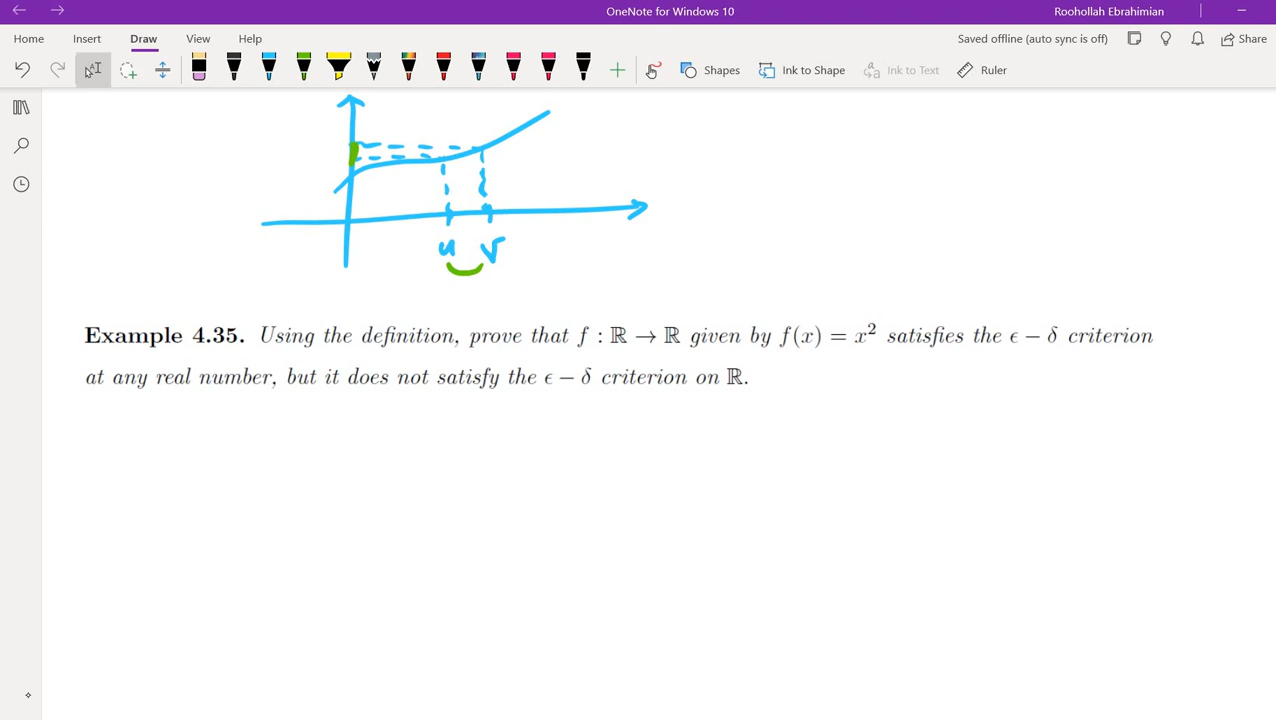 OneNote for Windows 10
Roohollah Ebrahimian
Home Insert Draw View Help
Saved offline (auto sync is off)
Share
Shapes
Ink to Shape
Ink to Text
Ruler
u v
Example 4.35. Using the definition, prove that f : ℝ → ℝ given by f(x) = x² satisfies the ϵ − δ criterion
at any real number, but it does not satisfy the ϵ − δ criterion on ℝ.